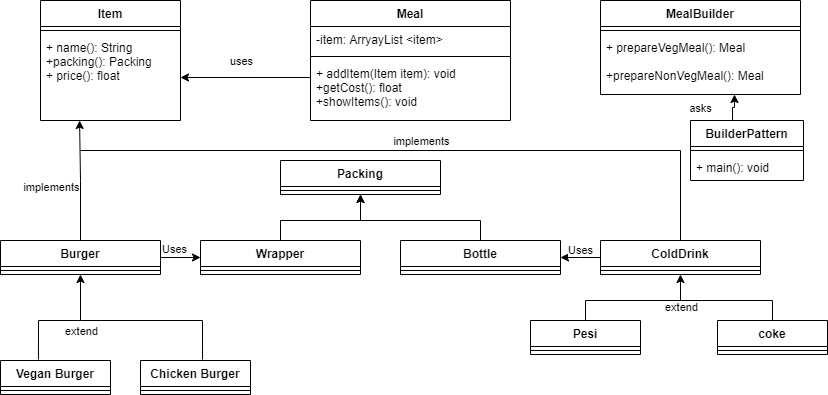 Item
+ name(): String
+packing(): Packing
+ price(): float
uses
Meal
-item: ArryayList <item>
+ addItem(Item item): void
+getCost(): float
+showItems(): void
MealBuilder
+ prepareVegMeal(): Meal
+prepareNonVegMeal(): Meal
asks
BuilderPattern
+ main(): void
implements
implements
Packing
Burger
Uses
Wrapper
Bottle
Uses
ColdDrink
extend
extend
Vegan Burger
Chicken Burger
Pesi
coke